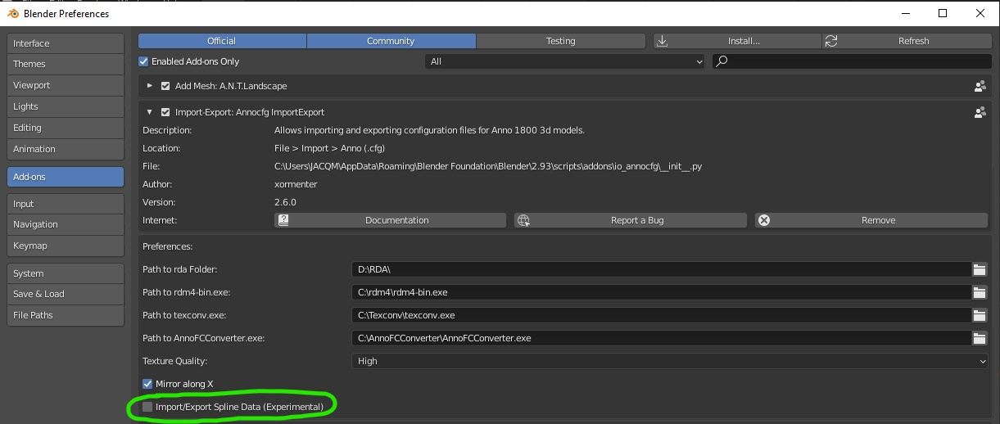 Blender Preferences
Interface
Themes
Viewport
Lights
Editing
Animation
Add-ons
Input
Navigation
Keymap
System
Save & Load
File Paths
Official Community Testing Install... Refresh
Enabled Add-ons Only All
Add Mesh: A.N.T.Landscape
Import-Export: Annocfg ImportExport
Description: Allows importing and exporting configuration files for Anno 1800 3d models.
Location: File > Import > Anno (.cfg)
File: C:\Users\JACQM\AppData\Roaming\Blender Foundation\Blender\2.93\scripts\addons\io_annocfg\__init__.py
Author: xormenter
Version: 2.6.0
Internet: Documentation Report a Bug Remove
Preferences:
Path to rda Folder: D:\RDA\
Path to rdm4-bin.exe: C:\rdm4\rdm4-bin.exe
Path to texconv.exe: C:\Texconv\texconv.exe
Path to AnnoFCConverter.exe: C:\AnnoFCConverter\AnnoFCConverter.exe
Texture Quality: High
Mirror along X
Import/Export Spline Data (Experimental)